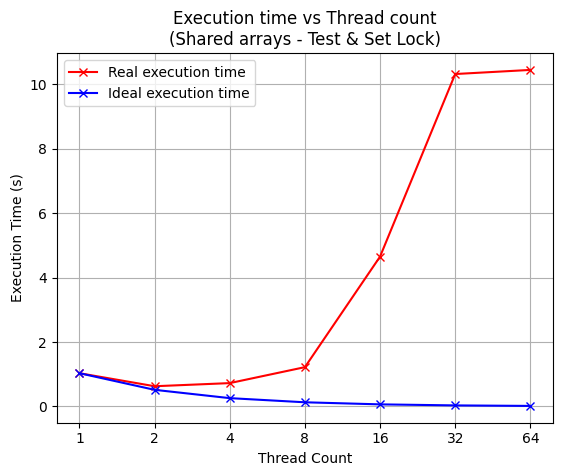 Execution time vs Thread count
(Shared arrays - Test & Set Lock)
Real execution time
Ideal execution time
Execution Time (s)
10
8
6
4
2
0
1 2 4 8 16 32 64
Thread Count